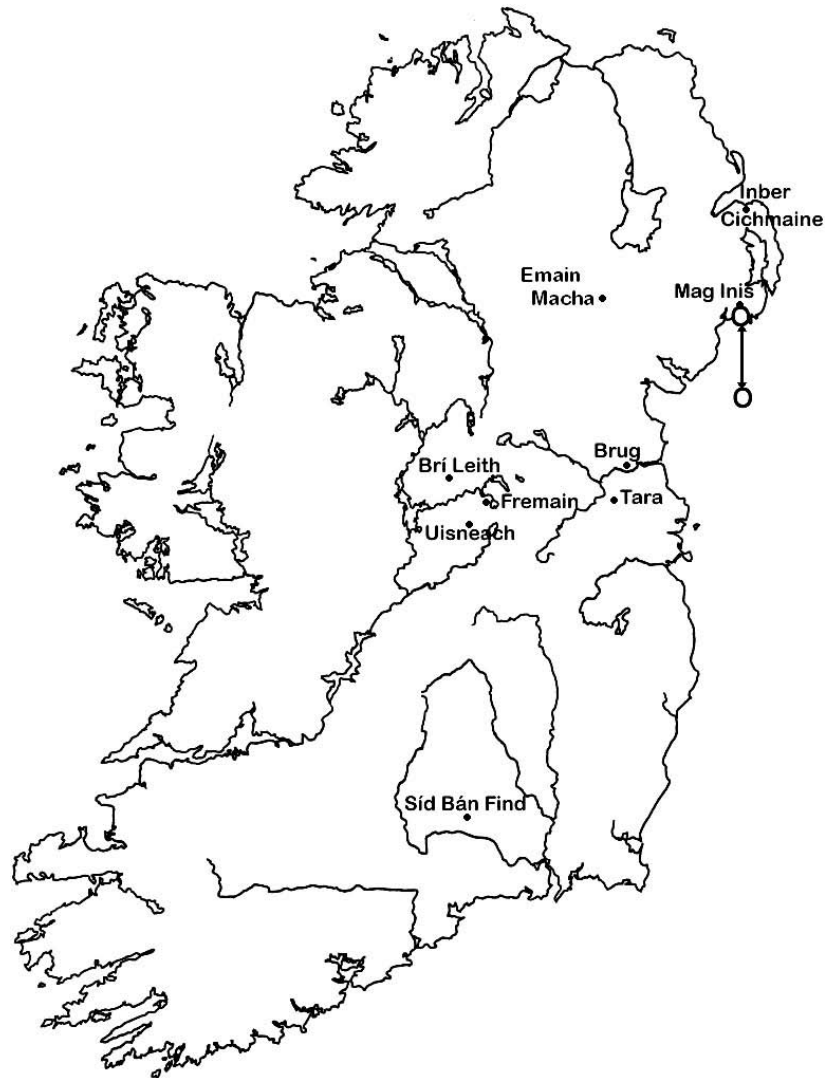 Inber
Cichmaine
Emain
Macha
Mag Inis
O
O
Brug
Brí Leith
Fremain
Tara
Uisneach
Síd Bán Find